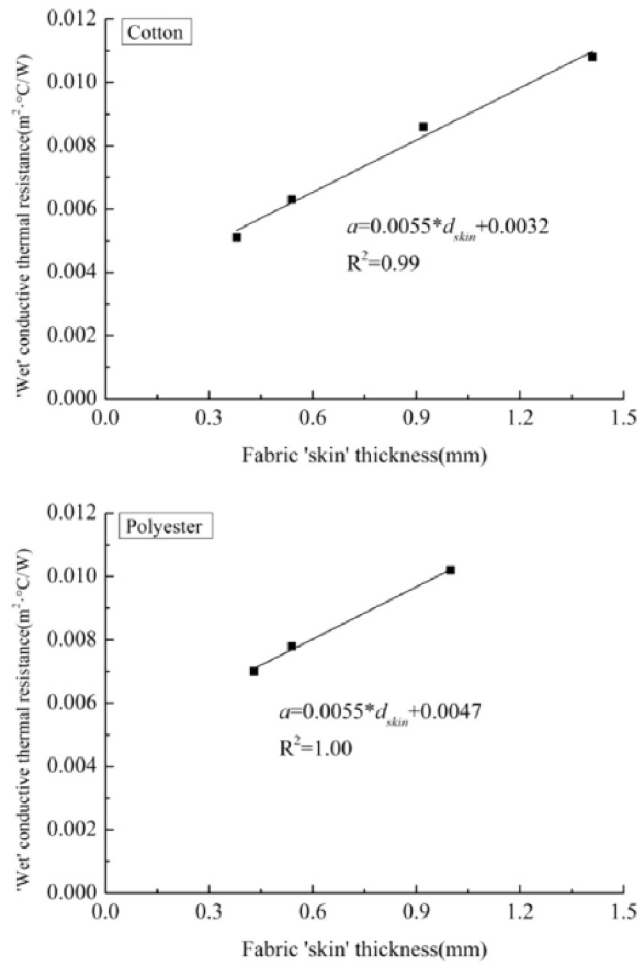 Cotton
0.012
0.010
0.008
0.006
0.004
0.002
0.000
'Wet' conductive thermal resistance(m²·°C/W)
a=0.0055*d_skin+0.0032
R²=0.99
0.0 0.3 0.6 0.9 1.2 1.5
Fabric 'skin' thickness(mm)
Polyester
0.012
0.010
0.008
0.006
0.004
0.002
0.000
'Wet' conductive thermal resistance(m²·°C/W)
a=0.0055*d_skin+0.0047
R²=1.00
0.0 0.3 0.6 0.9 1.2 1.5
Fabric 'skin' thickness(mm)